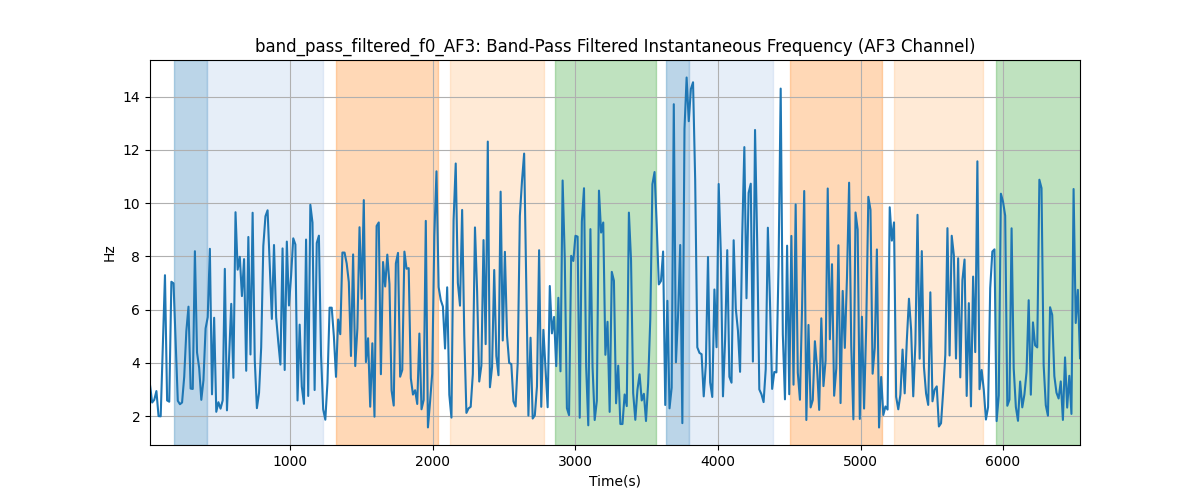 band_pass_filtered_f0_AF3: Band-Pass Filtered Instantaneous Frequency (AF3 Channel)
14
12
10
8
6
4
2
Hz
1000 2000 3000 4000 5000 6000
Time(s)